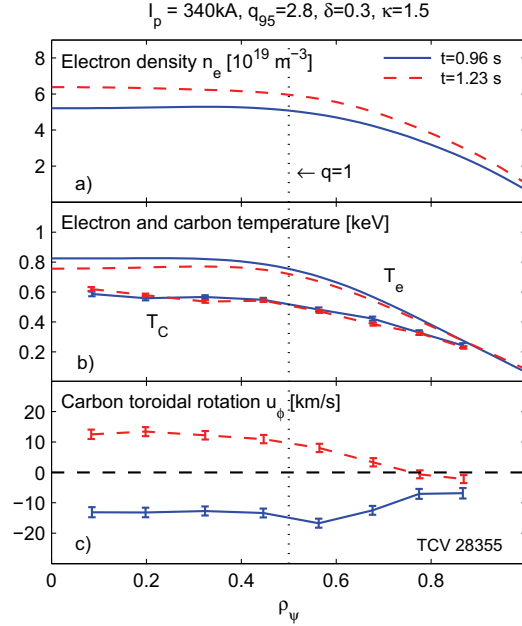 I_p = 340kA, q_95=2.8, δ=0.3, κ=1.5
Electron density n_e [10^19 m^−3]
t=0.96 s
t=1.23 s
8
6
4
2
← q=1
a)
Electron and carbon temperature [keV]
1
0.8
0.6
0.4
0.2
T_e
T_C
b)
Carbon toroidal rotation u_ϕ [km/s]
20
10
0
−10
−20
c)
TCV 28355
0 0.2 0.4 0.6 0.8
ρ_ψ